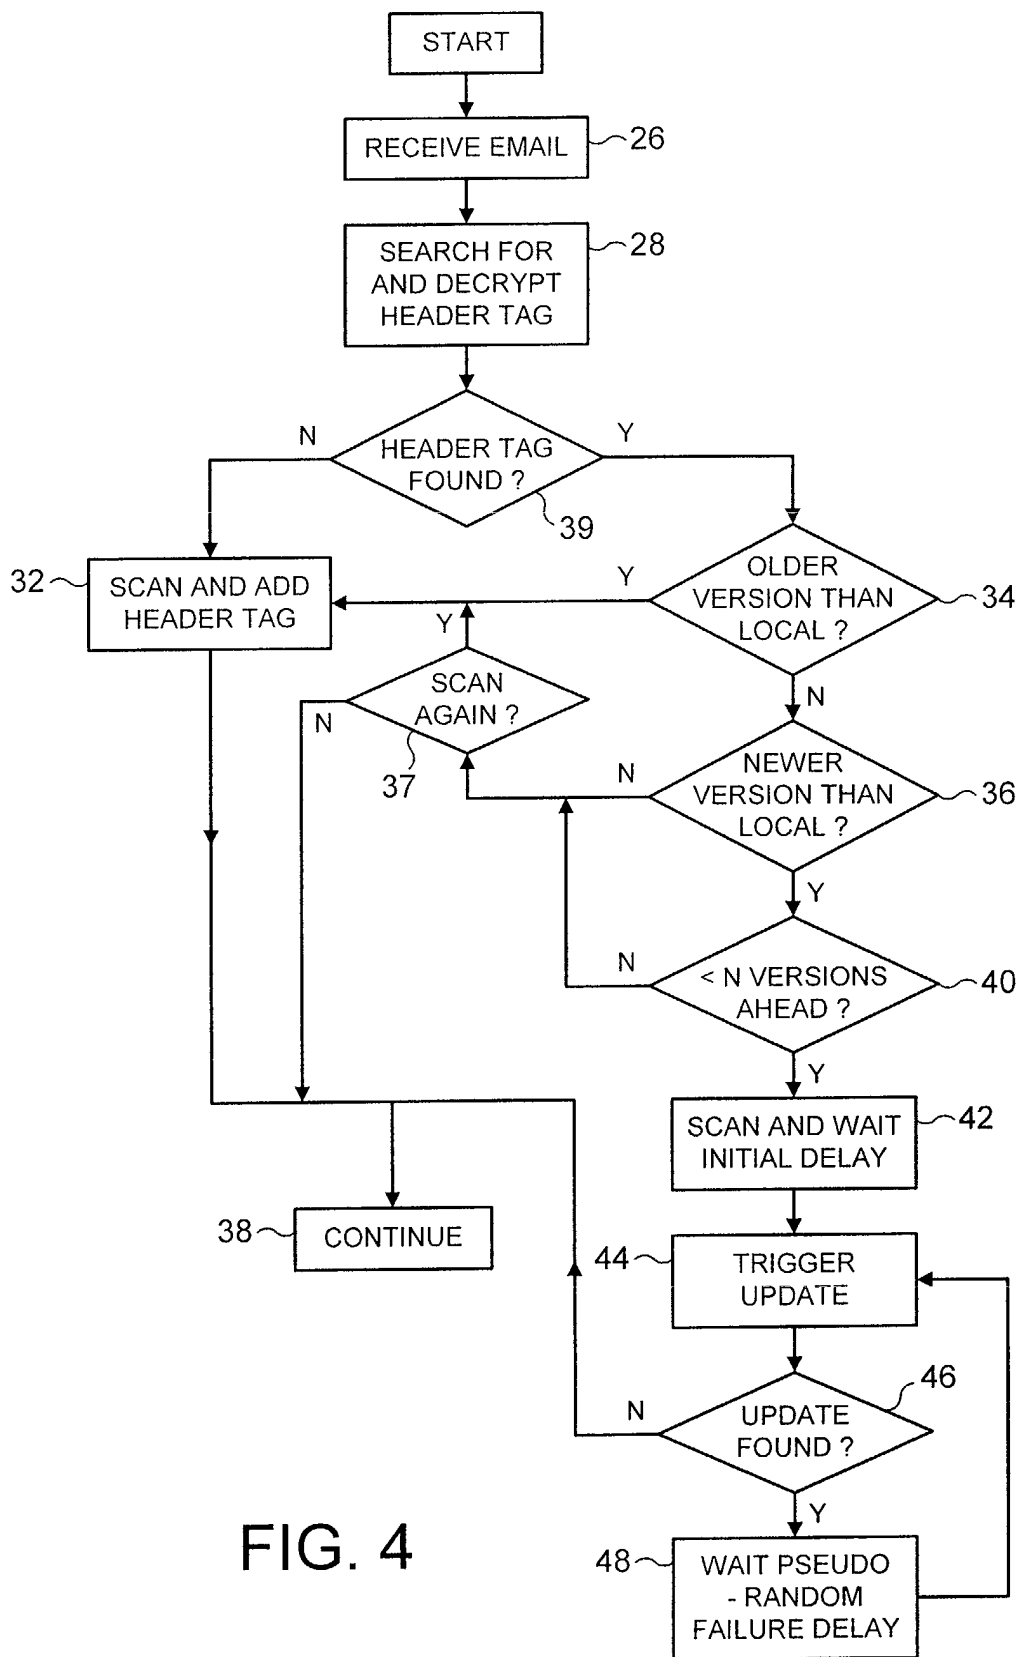 START
RECEIVE EMAIL
26
SEARCH FOR
AND DECRYPT
HEADER TAG
28
HEADER TAG
FOUND ?
N
Y
39
32
SCAN AND ADD
HEADER TAG
OLDER
VERSION THAN
LOCAL ?
Y
34
N
Y
SCAN
AGAIN ?
N
37
NEWER
VERSION THAN
LOCAL ?
N
36
Y
< N VERSIONS
AHEAD ?
N
40
Y
SCAN AND WAIT
INITIAL DELAY
42
38
CONTINUE
44
TRIGGER
UPDATE
46
N
UPDATE
FOUND ?
Y
FIG. 4
48
WAIT PSEUDO
- RANDOM
FAILURE DELAY